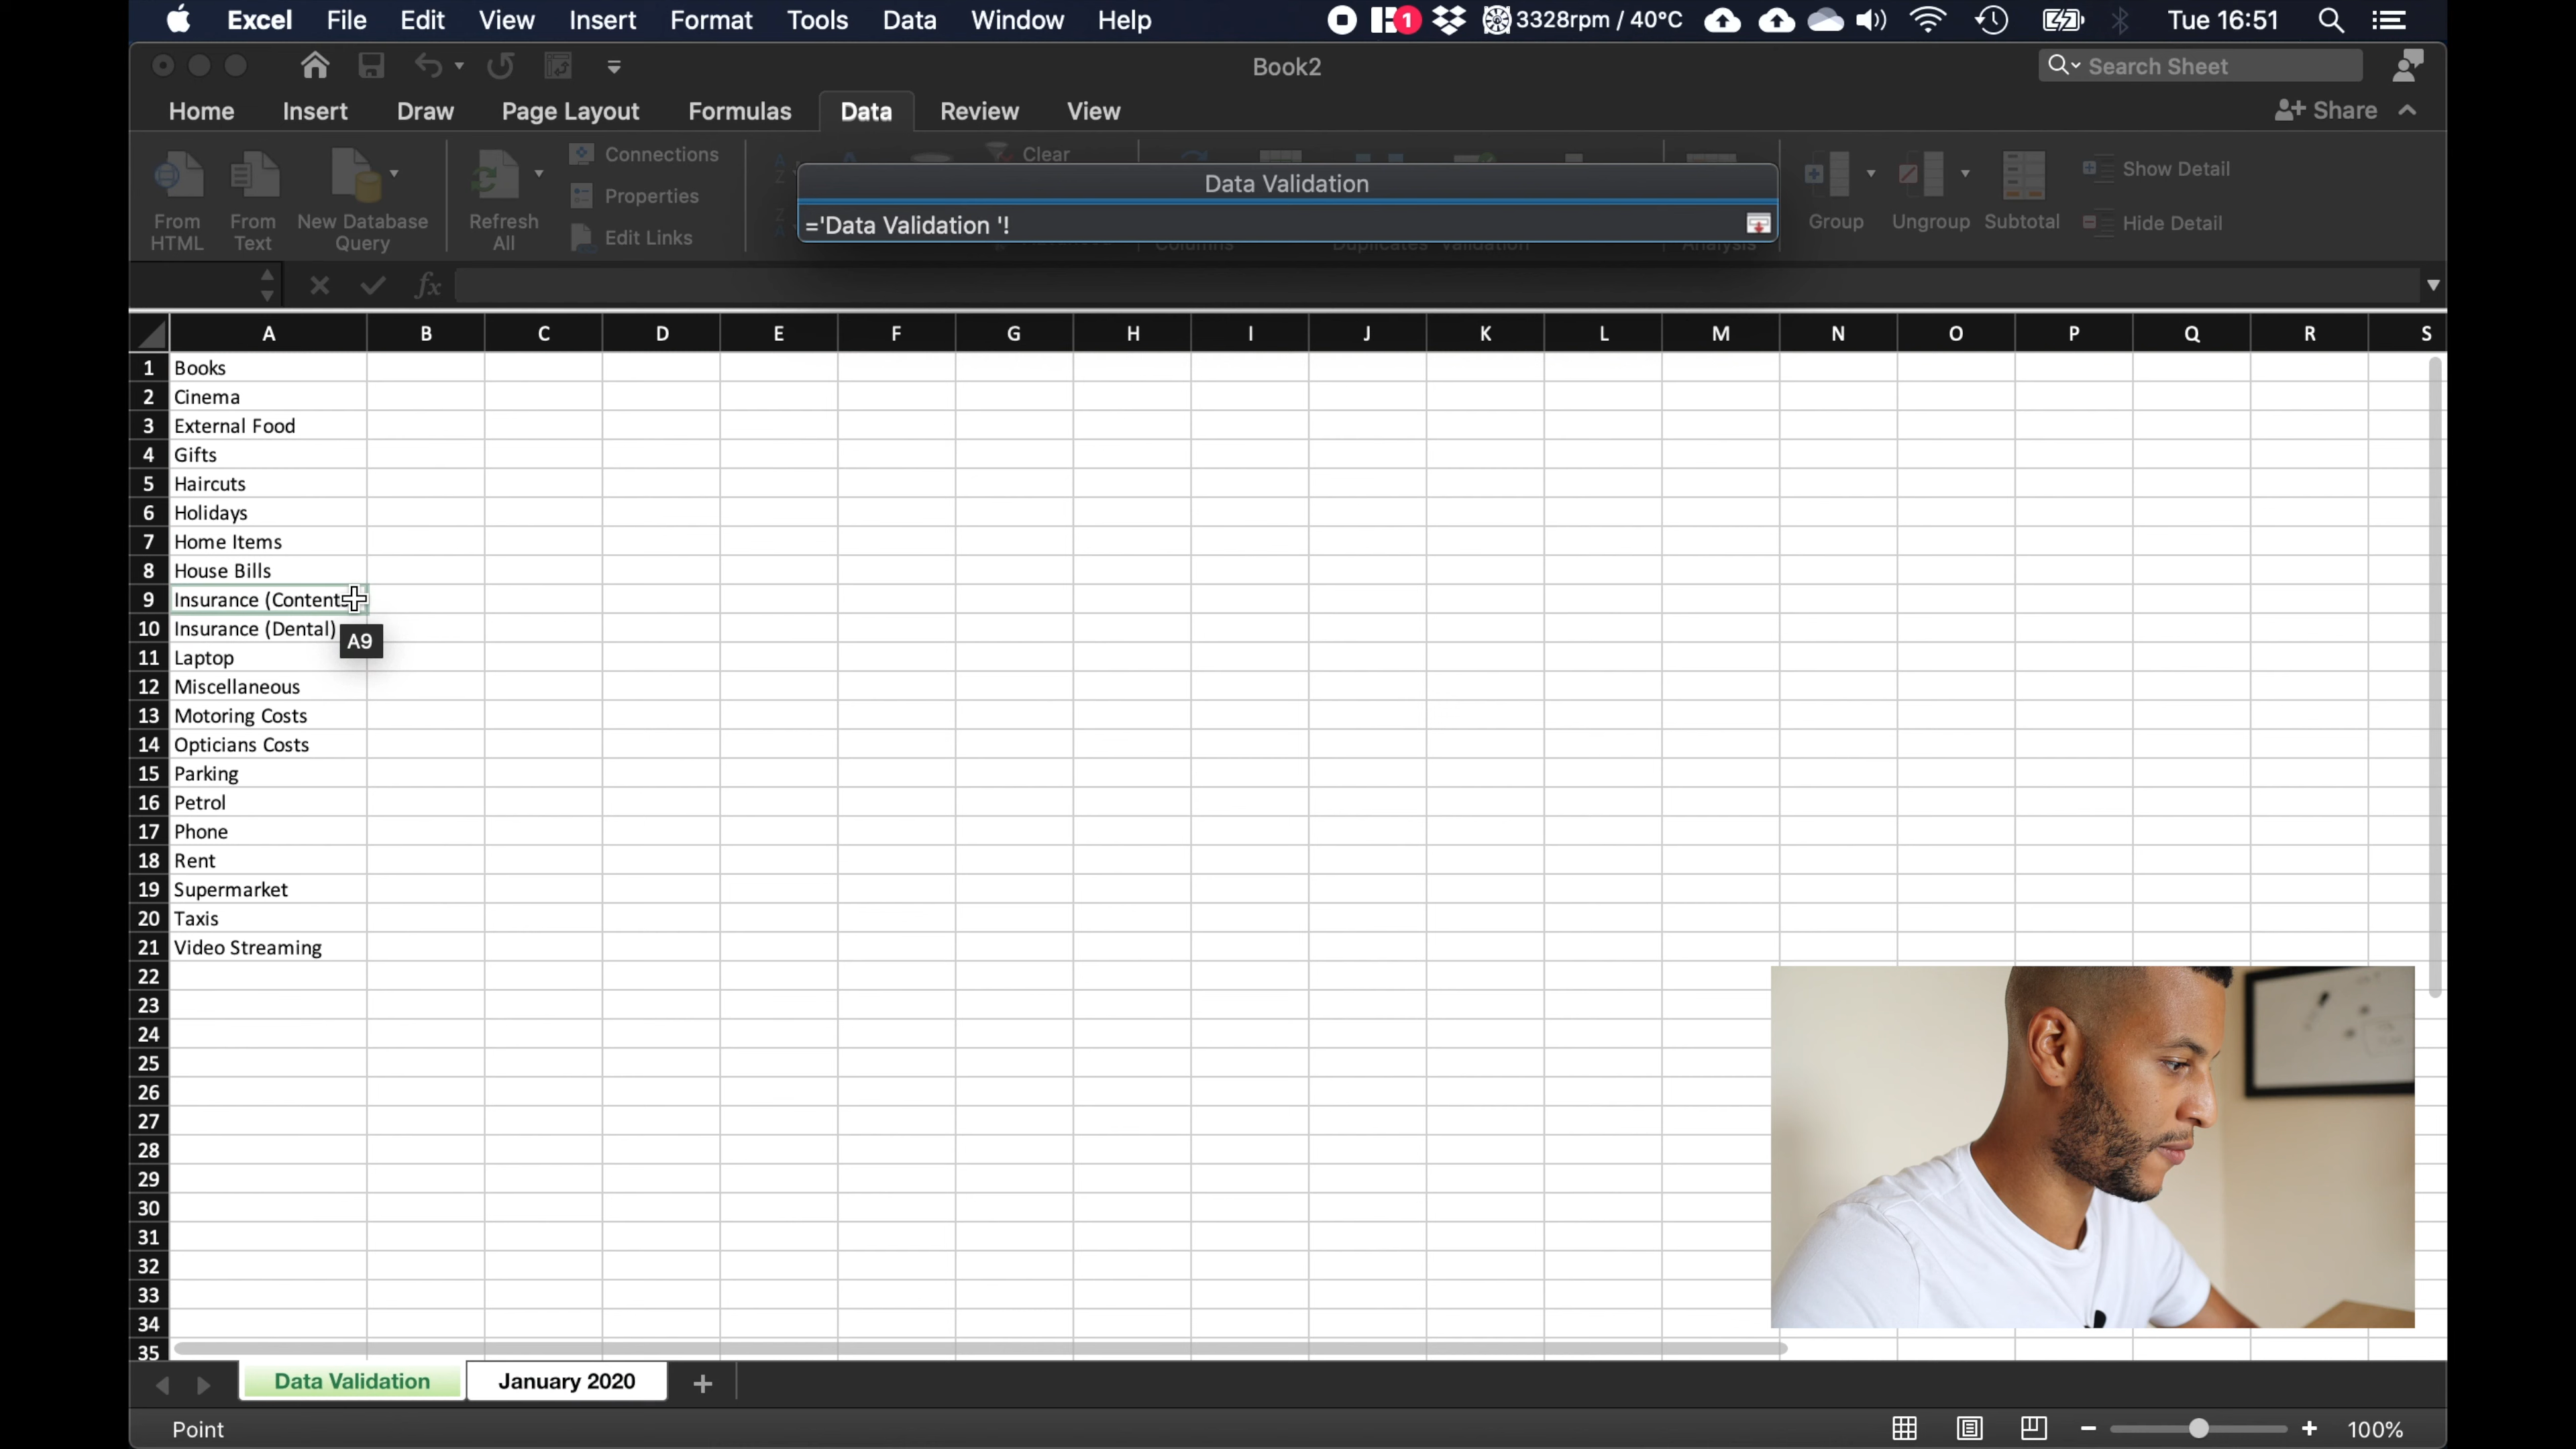 Excel File Edit View Insert Format Tools Data Window Help 1 3328rpm / 40°C Tue 16:51
Book2
Search Sheet
Home Insert Draw Page Layout Formulas Data Review View Share
From HTML
From Text
New Database Query
Refresh All
Connections
Properties
Edit Links
Clear
Data Validation
='Data Validation '!
Group
Ungroup
Subtotal
Show Detail
Hide Detail
fx
A B C D E F G H I J K L M N O P Q R S
1 Books
2 Cinema
3 External Food
4 Gifts
5 Haircuts
6 Holidays
7 Home Items
8 House Bills
9 Insurance (Contents
10 Insurance (Dental)
A9
11 Laptop
12 Miscellaneous
13 Motoring Costs
14 Opticians Costs
15 Parking
16 Petrol
17 Phone
18 Rent
19 Supermarket
20 Taxis
21 Video Streaming
22
23
24
25
26
27
28
29
30
31
32
33
34
35
Data Validation January 2020
Point 100%